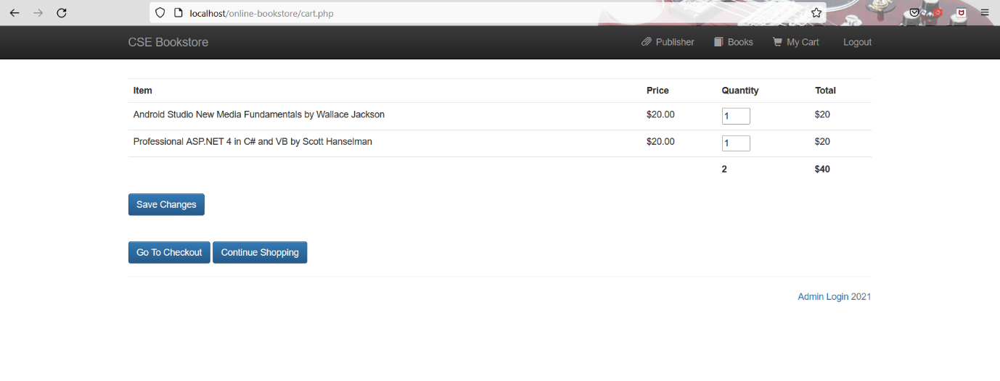 localhost/online-bookstore/cart.php
CSE Bookstore Publisher Books My Cart Logout
Item Price Quantity Total
Android Studio New Media Fundamentals by Wallace Jackson $20.00 1 $20
Professional ASP.NET 4 in C# and VB by Scott Hanselman $20.00 1 $20
2 $40
Save Changes
Go To Checkout Continue Shopping
Admin Login 2021